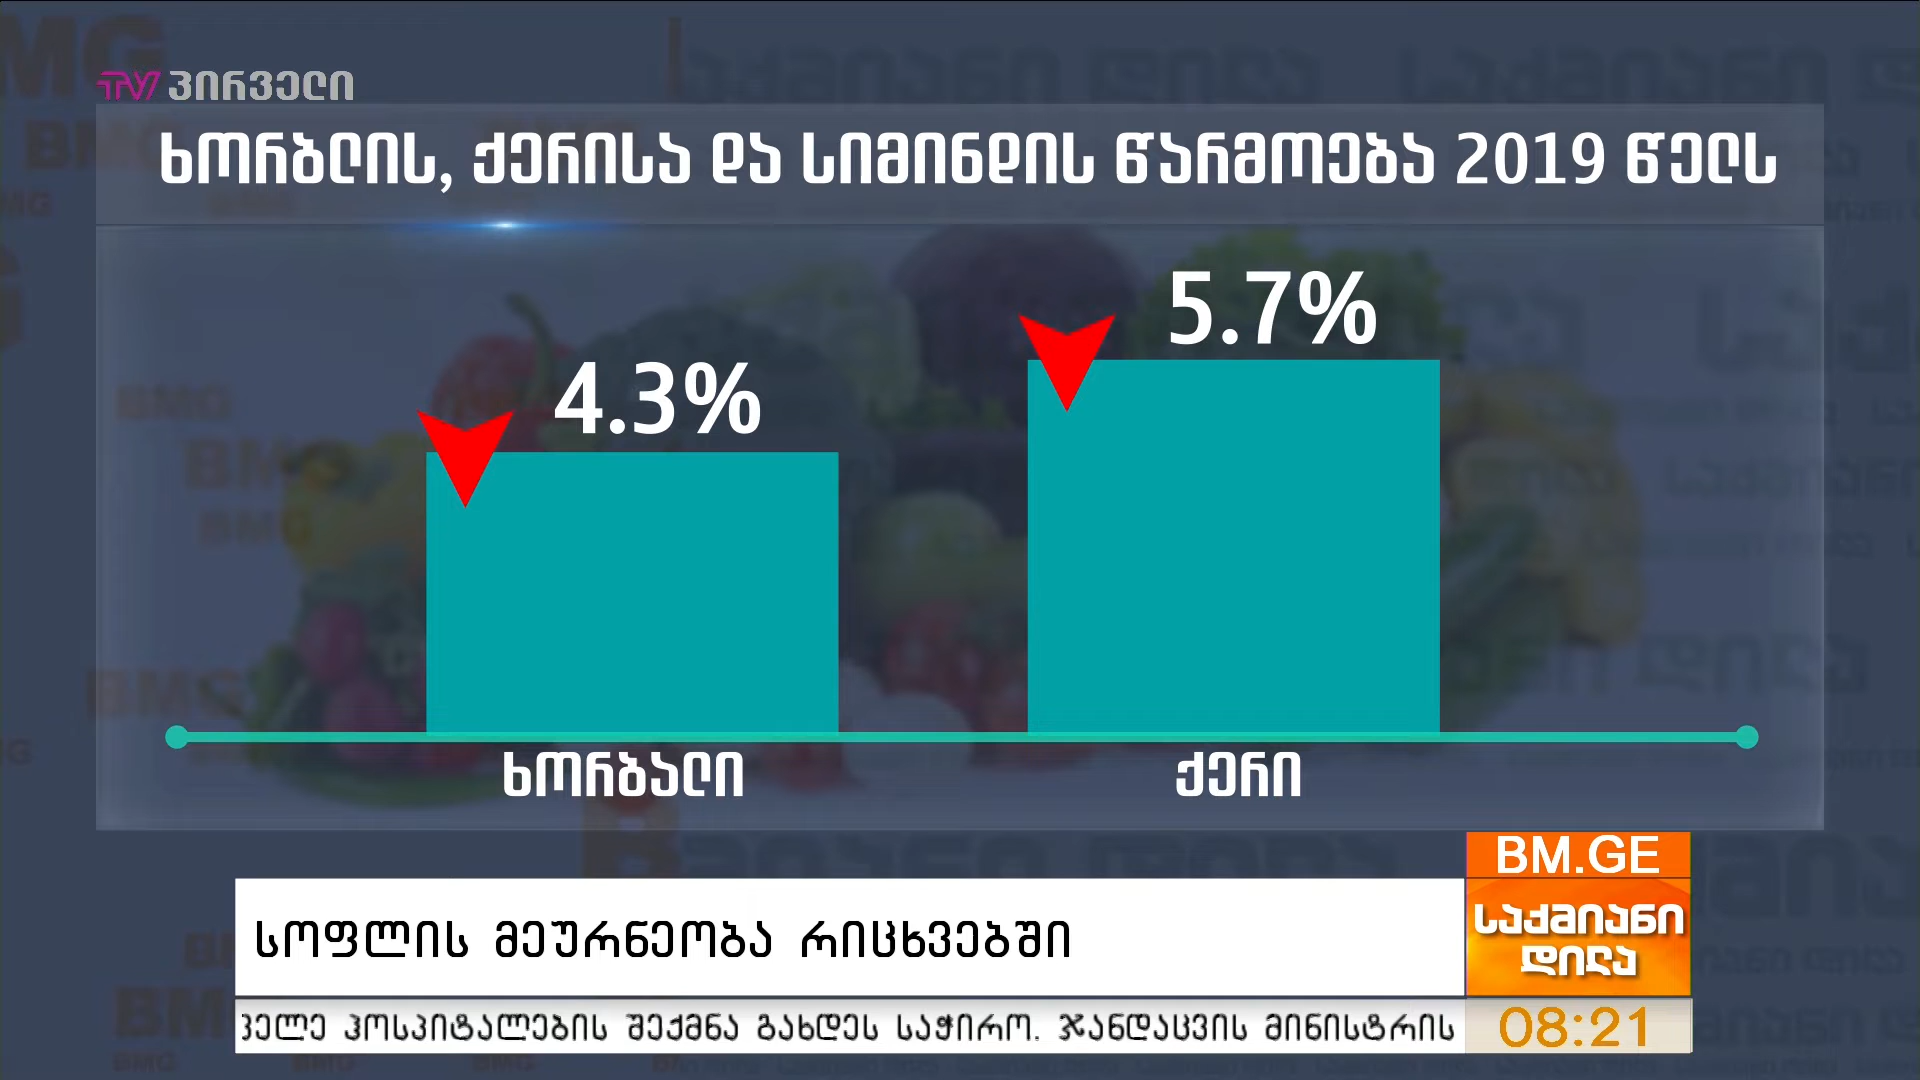 TV პირველი
ხორბლის, ქერისა და სიმინდის წარმოება 2019 წელს
4.3%
5.7%
ხორბალი
ქერი
BM.GE
სოფლის მეურნეობა რიცხვებში
საქმიანი
დილა
ველე ჰოსპიტალების შექმნა გახდეს საჭირო. ჯანდაცვის მინისტრის
08:21